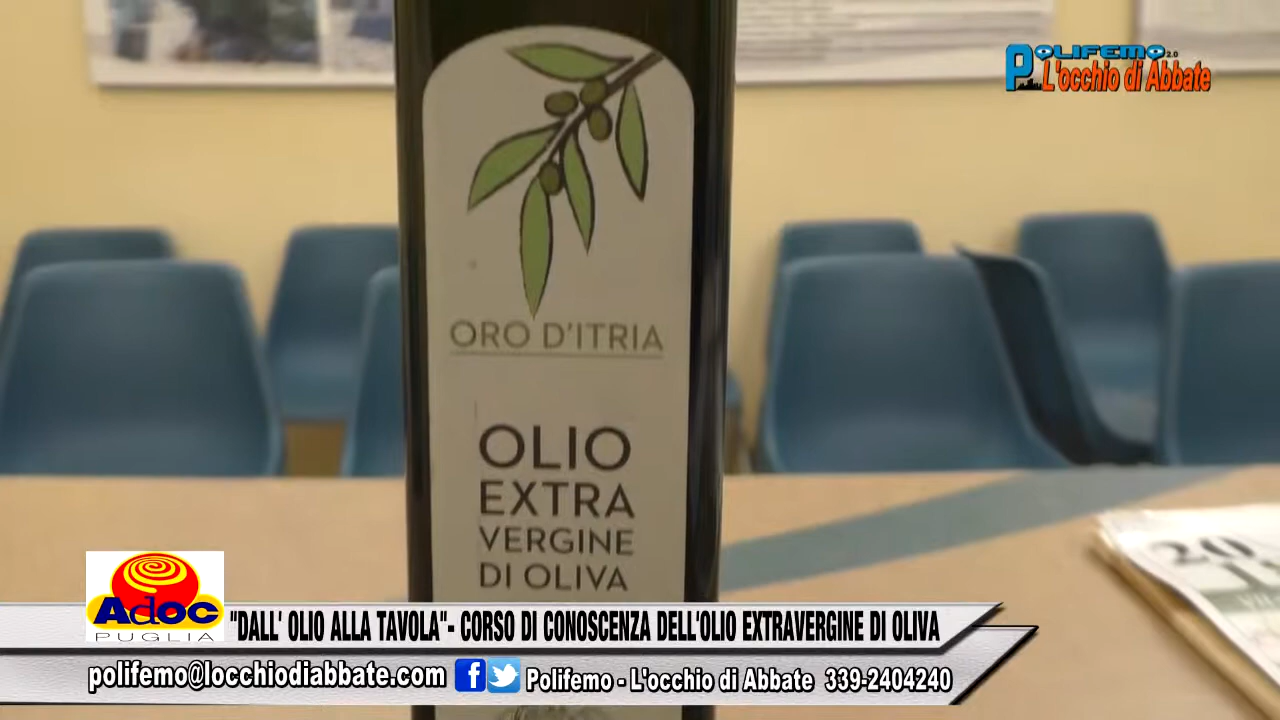 POLIFEMO 2.0
L'occhio di Abbate
ORO D'ITRIA
OLIO
EXTRA
VERGINE
DI OLIVA
20
Adoc
PUGLIA
"DALL' OLIO ALLA TAVOLA"- CORSO DI CONOSCENZA DELL'OLIO EXTRAVERGINE DI OLIVA
polifemo@locchiodiabbate.com
Polifemo - L'occhio di Abbate 339-2404240